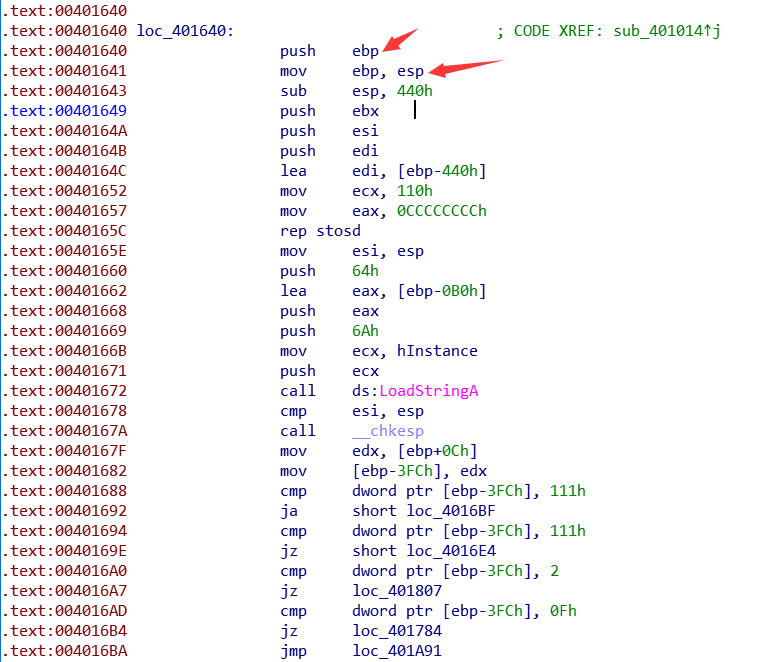 .text:00401640
.text:00401640 loc_401640: ; CODE XREF: sub_401014↑j
.text:00401640 push ebp
.text:00401641 mov ebp, esp
.text:00401643 sub esp, 440h
.text:00401649 push ebx
.text:0040164A push esi
.text:0040164B push edi
.text:0040164C lea edi, [ebp-440h]
.text:00401652 mov ecx, 110h
.text:00401657 mov eax, 0CCCCCCCCh
.text:0040165C rep stosd
.text:0040165E mov esi, esp
.text:00401660 push 64h
.text:00401662 lea eax, [ebp-0B0h]
.text:00401668 push eax
.text:00401669 push 6Ah
.text:0040166B mov ecx, hInstance
.text:00401671 push ecx
.text:00401672 call ds:LoadStringA
.text:00401678 cmp esi, esp
.text:0040167A call __chkesp
.text:0040167F mov edx, [ebp+0Ch]
.text:00401682 mov [ebp-3FCh], edx
.text:00401688 cmp dword ptr [ebp-3FCh], 111h
.text:00401692 ja short loc_4016BF
.text:00401694 cmp dword ptr [ebp-3FCh], 111h
.text:0040169E jz short loc_4016E4
.text:004016A0 cmp dword ptr [ebp-3FCh], 2
.text:004016A7 jz loc_401807
.text:004016AD cmp dword ptr [ebp-3FCh], 0Fh
.text:004016B4 jz loc_401784
.text:004016BA jmp loc_401A91